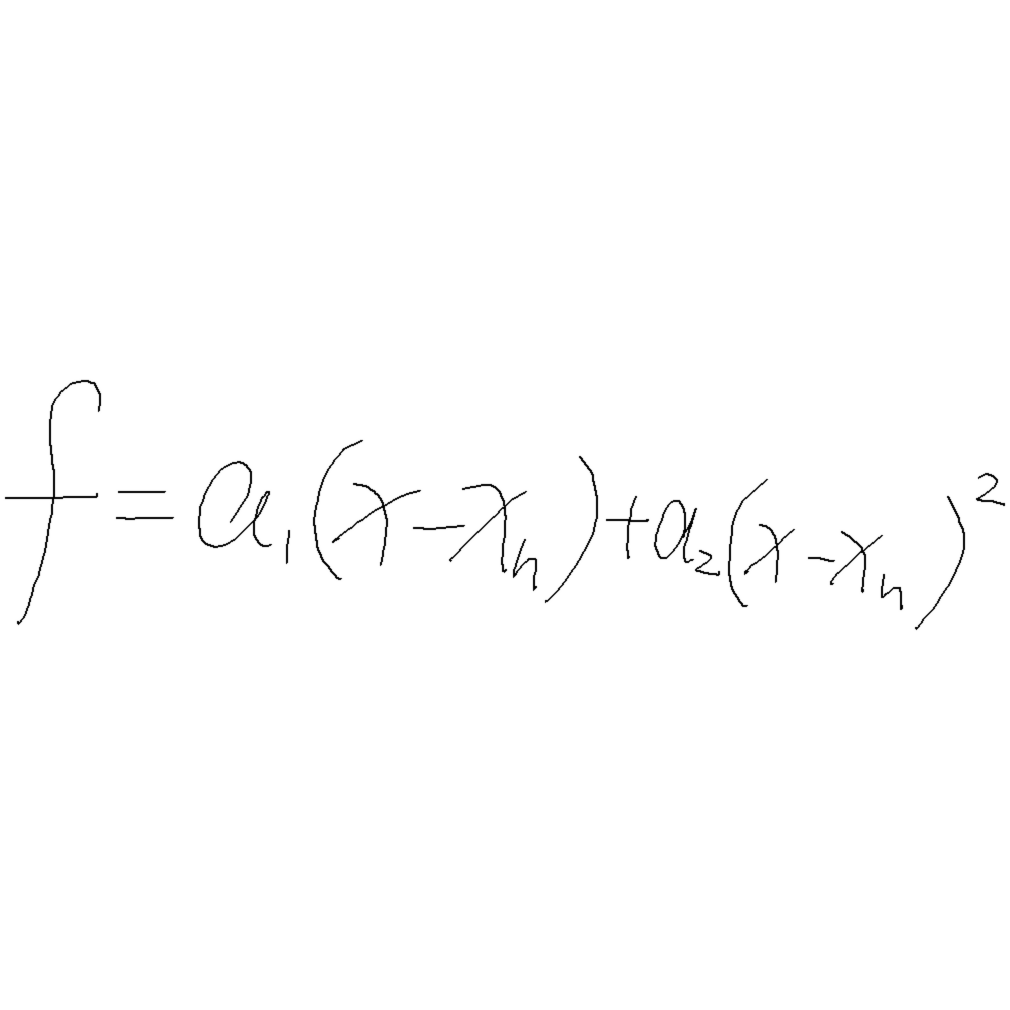 f = a₁(x - xₙ) + a₂(x - xₙ)²